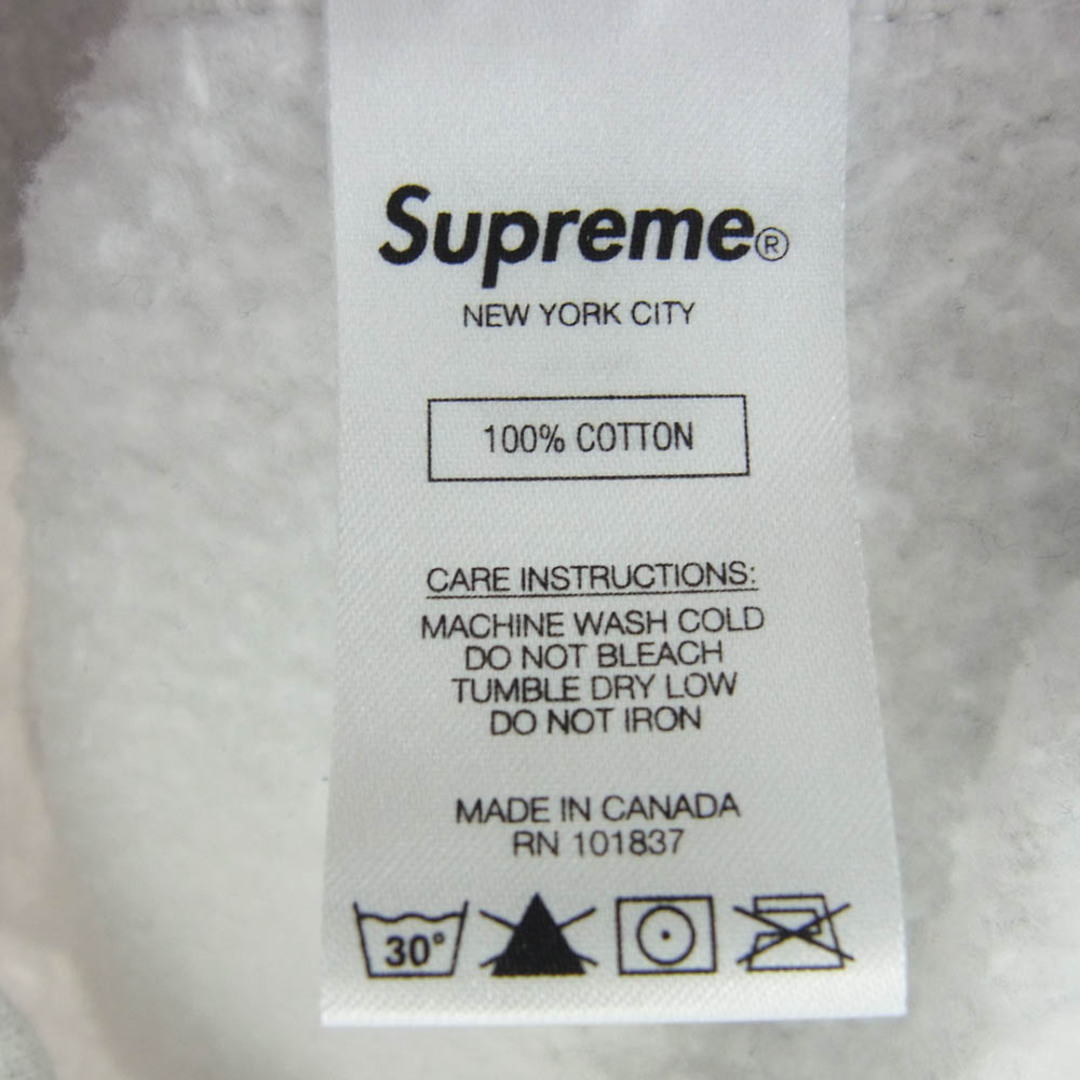 Supreme®
NEW YORK CITY
100% COTTON
CARE INSTRUCTIONS:
MACHINE WASH COLD
DO NOT BLEACH
TUMBLE DRY LOW
DO NOT IRON
MADE IN CANADA
RN 101837
30°